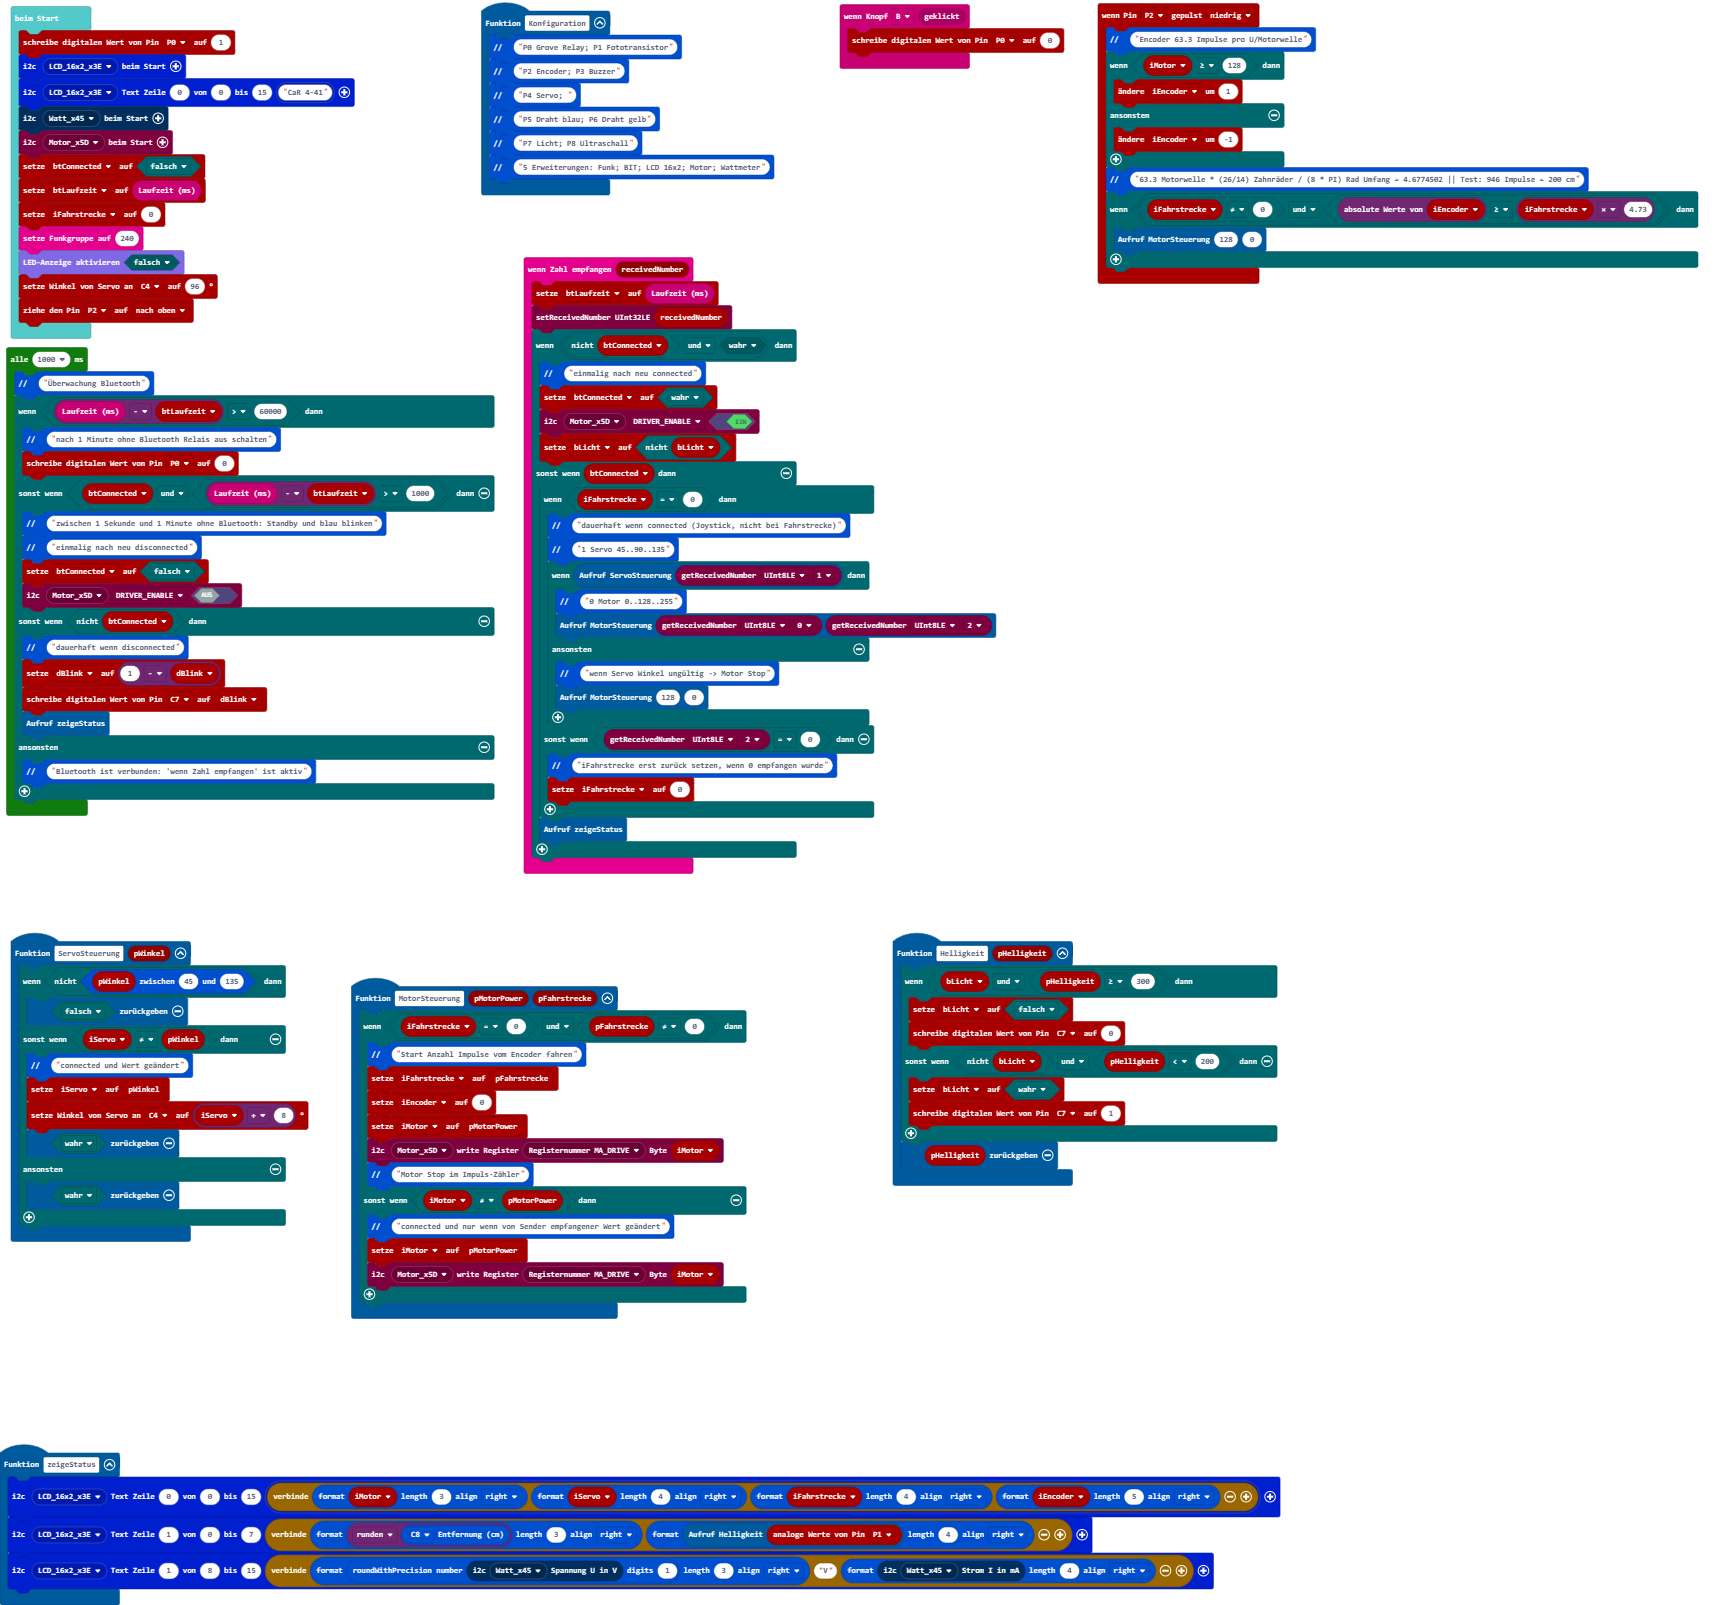 beim Start
schreibe digitalen Wert von Pin P0 auf 1
i2c LCD_16x2_x3E beim Start
i2c LCD_16x2_x3E Text Zeile 0 von 0 bis 15 "CaR 4-41"
i2c Watt_x45 beim Start
i2c Motor_x5D beim Start
setze btConnected auf falsch
setze btLaufzeit auf Laufzeit (ms)
setze iFahrstrecke auf 0
setze Funkgruppe auf 240
LED-Anzeige aktivieren falsch
setze Winkel von Servo an C4 auf 96 °
ziehe den Pin P2 auf nach oben
Funktion Konfiguration
// "P0 Grove Relay; P1 Fototransistor"
// "P2 Encoder; P3 Buzzer"
// "P4 Servo; "
// "P5 Draht blau; P6 Draht gelb"
// "P7 Licht; P8 Ultraschall"
// "5 Erweiterungen: Funk; BIT; LCD 16x2; Motor; Wattmeter"
wenn Knopf B geklickt
schreibe digitalen Wert von Pin P0 auf 0
wenn Pin P2 gepulst niedrig
// "Encoder 63.3 Impulse pro U/Motorwelle"
wenn iMotor ≥ 128 dann
ändere iEncoder um 1
ansonsten
ändere iEncoder um -1
// "63.3 Motorwelle * (26/14) Zahnräder / (8 * PI) Rad Umfang = 4.6774502 || Test: 946 Impulse = 200 cm"
wenn iFahrstrecke ≠ 0 und absolute Werte von iEncoder ≥ iFahrstrecke × 4.73 dann
Aufruf MotorSteuerung 128 0
alle 1000 ms
// "Überwachung Bluetooth"
wenn Laufzeit (ms) - btLaufzeit > 60000 dann
// "nach 1 Minute ohne Bluetooth Relais aus schalten"
schreibe digitalen Wert von Pin P0 auf 0
sonst wenn btConnected und Laufzeit (ms) - btLaufzeit > 1000 dann
// "zwischen 1 Sekunde und 1 Minute ohne Bluetooth: Standby und blau blinken"
// "einmalig nach neu disconnected"
setze btConnected auf falsch
i2c Motor_x5D DRIVER_ENABLE AUS
sonst wenn nicht btConnected dann
// "dauerhaft wenn disconnected"
setze dBlink auf 1 - dBlink
schreibe digitalen Wert von Pin C7 auf dBlink
Aufruf zeigeStatus
ansonsten
// "Bluetooth ist verbunden: 'wenn Zahl empfangen' ist aktiv"
wenn Zahl empfangen receivedNumber
setze btLaufzeit auf Laufzeit (ms)
setReceivedNumber UInt32LE receivedNumber
wenn nicht btConnected und wahr dann
// "einmalig nach neu connected"
setze btConnected auf wahr
i2c Motor_x5D DRIVER_ENABLE EIN
setze bLicht auf nicht bLicht
sonst wenn btConnected dann
wenn iFahrstrecke = 0 dann
// "dauerhaft wenn connected (Joystick, nicht bei Fahrstrecke)"
// "1 Servo 45..90..135"
wenn Aufruf ServoSteuerung getReceivedNumber UInt8LE 1 dann
// "0 Motor 0..128..255"
Aufruf MotorSteuerung getReceivedNumber UInt8LE 0 getReceivedNumber UInt8LE 2
ansonsten
// "wenn Servo Winkel ungültig -> Motor Stop"
Aufruf MotorSteuerung 128 0
sonst wenn getReceivedNumber UInt8LE 2 = 0 dann
// "iFahrstrecke erst zurück setzen, wenn 0 empfangen wurde"
setze iFahrstrecke auf 0
Aufruf zeigeStatus
Funktion ServoSteuerung pWinkel
wenn nicht pWinkel zwischen 45 und 135 dann
falsch zurückgeben
sonst wenn iServo ≠ pWinkel dann
// "connected und Wert geändert"
setze iServo auf pWinkel
setze Winkel von Servo an C4 auf iServo + 8 °
wahr zurückgeben
ansonsten
wahr zurückgeben
Funktion MotorSteuerung pMotorPower pFahrstrecke
wenn iFahrstrecke = 0 und pFahrstrecke ≠ 0 dann
// "Start Anzahl Impulse vom Encoder fahren"
setze iFahrstrecke auf pFahrstrecke
setze iEncoder auf 0
setze iMotor auf pMotorPower
i2c Motor_x5D write Register Registernummer MA_DRIVE Byte iMotor
// "Motor Stop im Impuls-Zähler"
sonst wenn iMotor ≠ pMotorPower dann
// "connected und nur wenn von Sender empfangener Wert geändert"
setze iMotor auf pMotorPower
i2c Motor_x5D write Register Registernummer MA_DRIVE Byte iMotor
Funktion Helligkeit pHelligkeit
wenn bLicht und pHelligkeit ≥ 300 dann
setze bLicht auf falsch
schreibe digitalen Wert von Pin C7 auf 0
sonst wenn nicht bLicht und pHelligkeit < 200 dann
setze bLicht auf wahr
schreibe digitalen Wert von Pin C7 auf 1
pHelligkeit zurückgeben
Funktion zeigeStatus
i2c LCD_16x2_x3E Text Zeile 0 von 0 bis 15 verbinde format iMotor length 3 align right format iServo length 4 align right format iFahrstrecke length 4 align right format iEncoder length 5 align right
i2c LCD_16x2_x3E Text Zeile 1 von 0 bis 7 verbinde format runden C8 Entfernung (cm) length 3 align right format Aufruf Helligkeit analoge Werte von Pin P1 length 4 align right
i2c LCD_16x2_x3E Text Zeile 1 von 8 bis 15 verbinde format roundWithPrecision number i2c Watt_x45 Spannung U in V digits 1 length 3 align right "V" format i2c Watt_x45 Strom I in mA length 4 align right